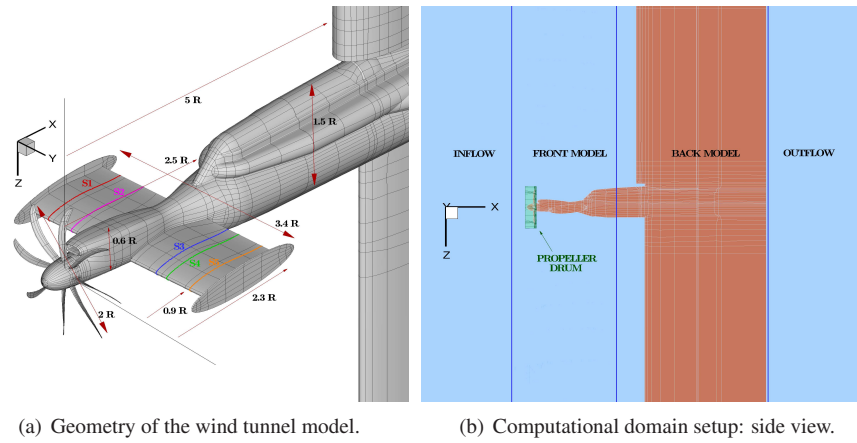 X
Y
Z
5 R
1.5 R
2.5 R
S1
S2
3.4 R
0.6 R
S3
S4
2 R
0.9 R
2.3 R
INFLOW
FRONT MODEL
BACK MODEL
OUTFLOW
Y
X
Z
PROPELLER
DRUM
(a) Geometry of the wind tunnel model.
(b) Computational domain setup: side view.